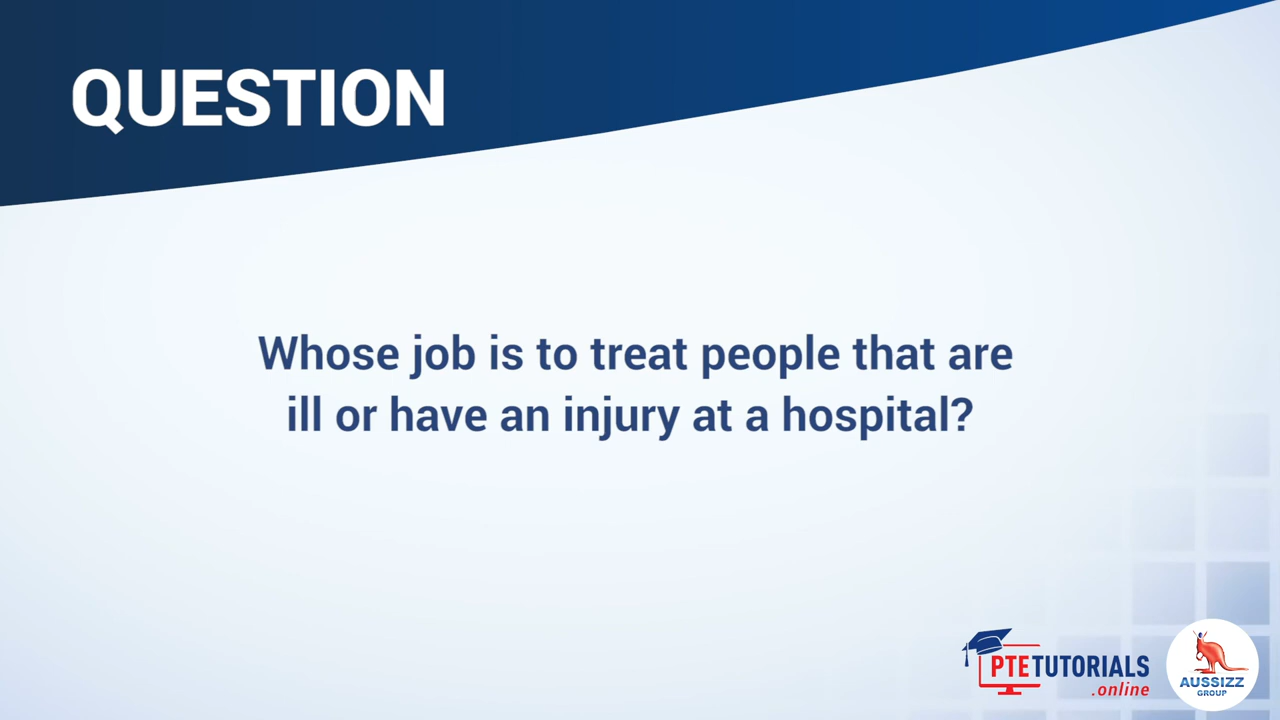 QUESTION
Whose job is to treat people that are
ill or have an injury at a hospital?
PTETUTORIALS
.online
AUSSIZZ
GROUP